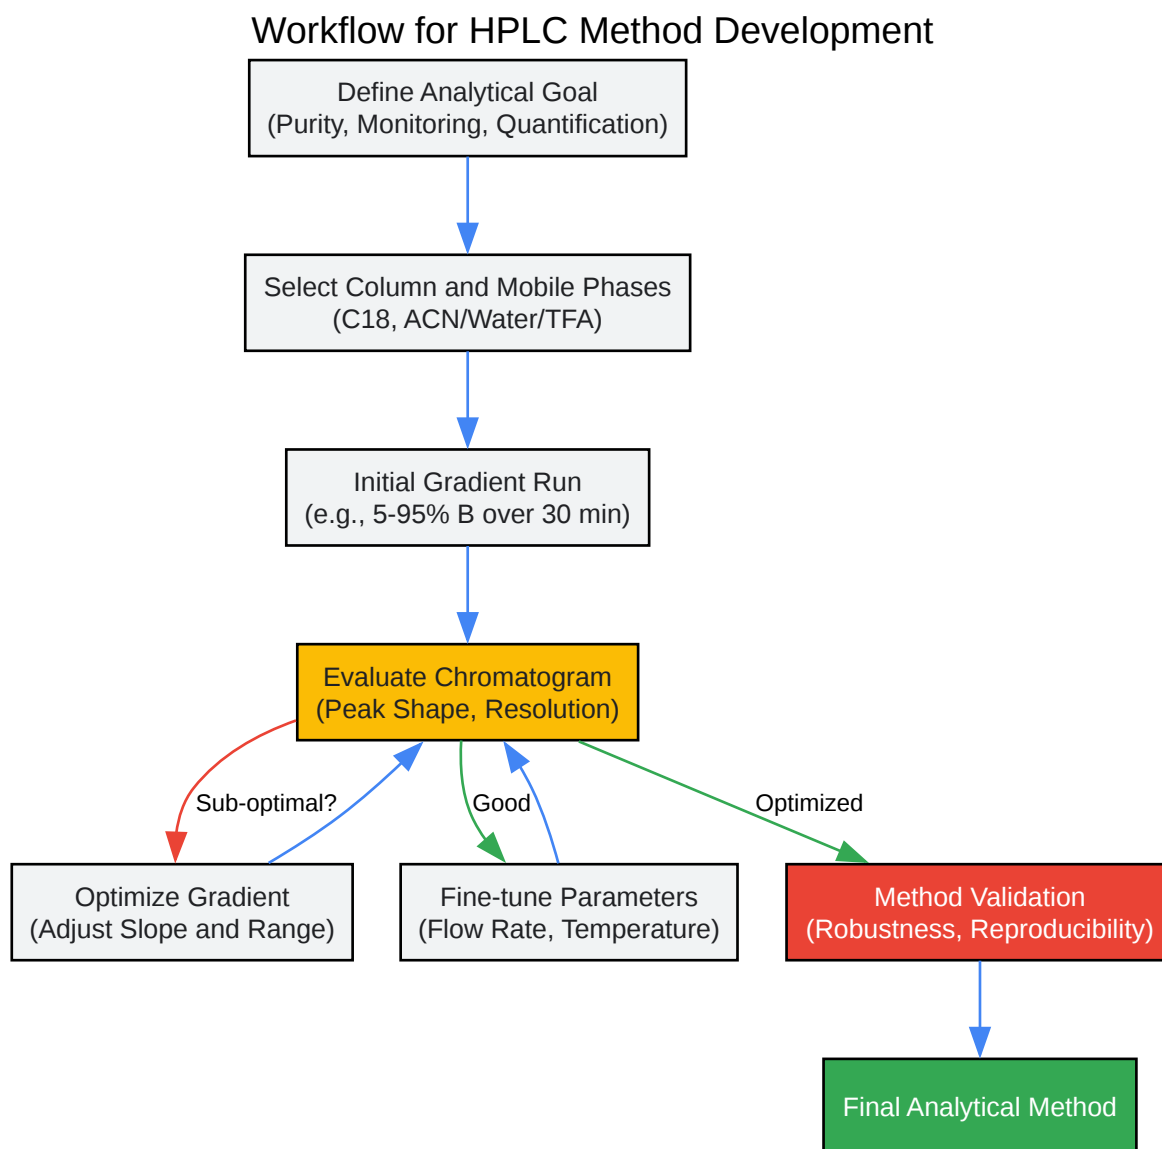 Workflow for HPLC Method Development
Define Analytical Goal
(Purity, Monitoring, Quantification)
Select Column and Mobile Phases
(C18, ACN/Water/TFA)
Initial Gradient Run
(e.g., 5-95% B over 30 min)
Evaluate Chromatogram
(Peak Shape, Resolution)
Sub-optimal?
Good
Optimized
Optimize Gradient
(Adjust Slope and Range)
Fine-tune Parameters
(Flow Rate, Temperature)
Method Validation
(Robustness, Reproducibility)
Final Analytical Method